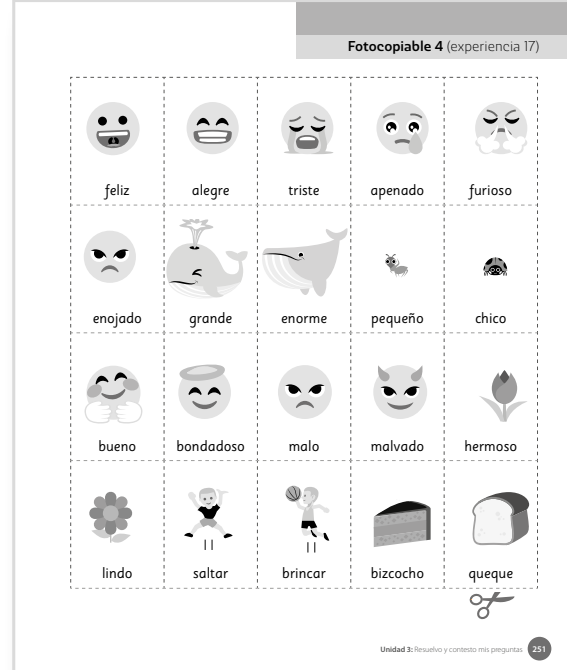 Fotocopiable 4 (experiencia 17)
feliz alegre triste apenado furioso
enojado grande enorme pequeño chico
bueno bondadoso malo malvado hermoso
lindo saltar brincar bizcocho queque
Unidad 3: Resuelvo y contesto mis preguntas 251